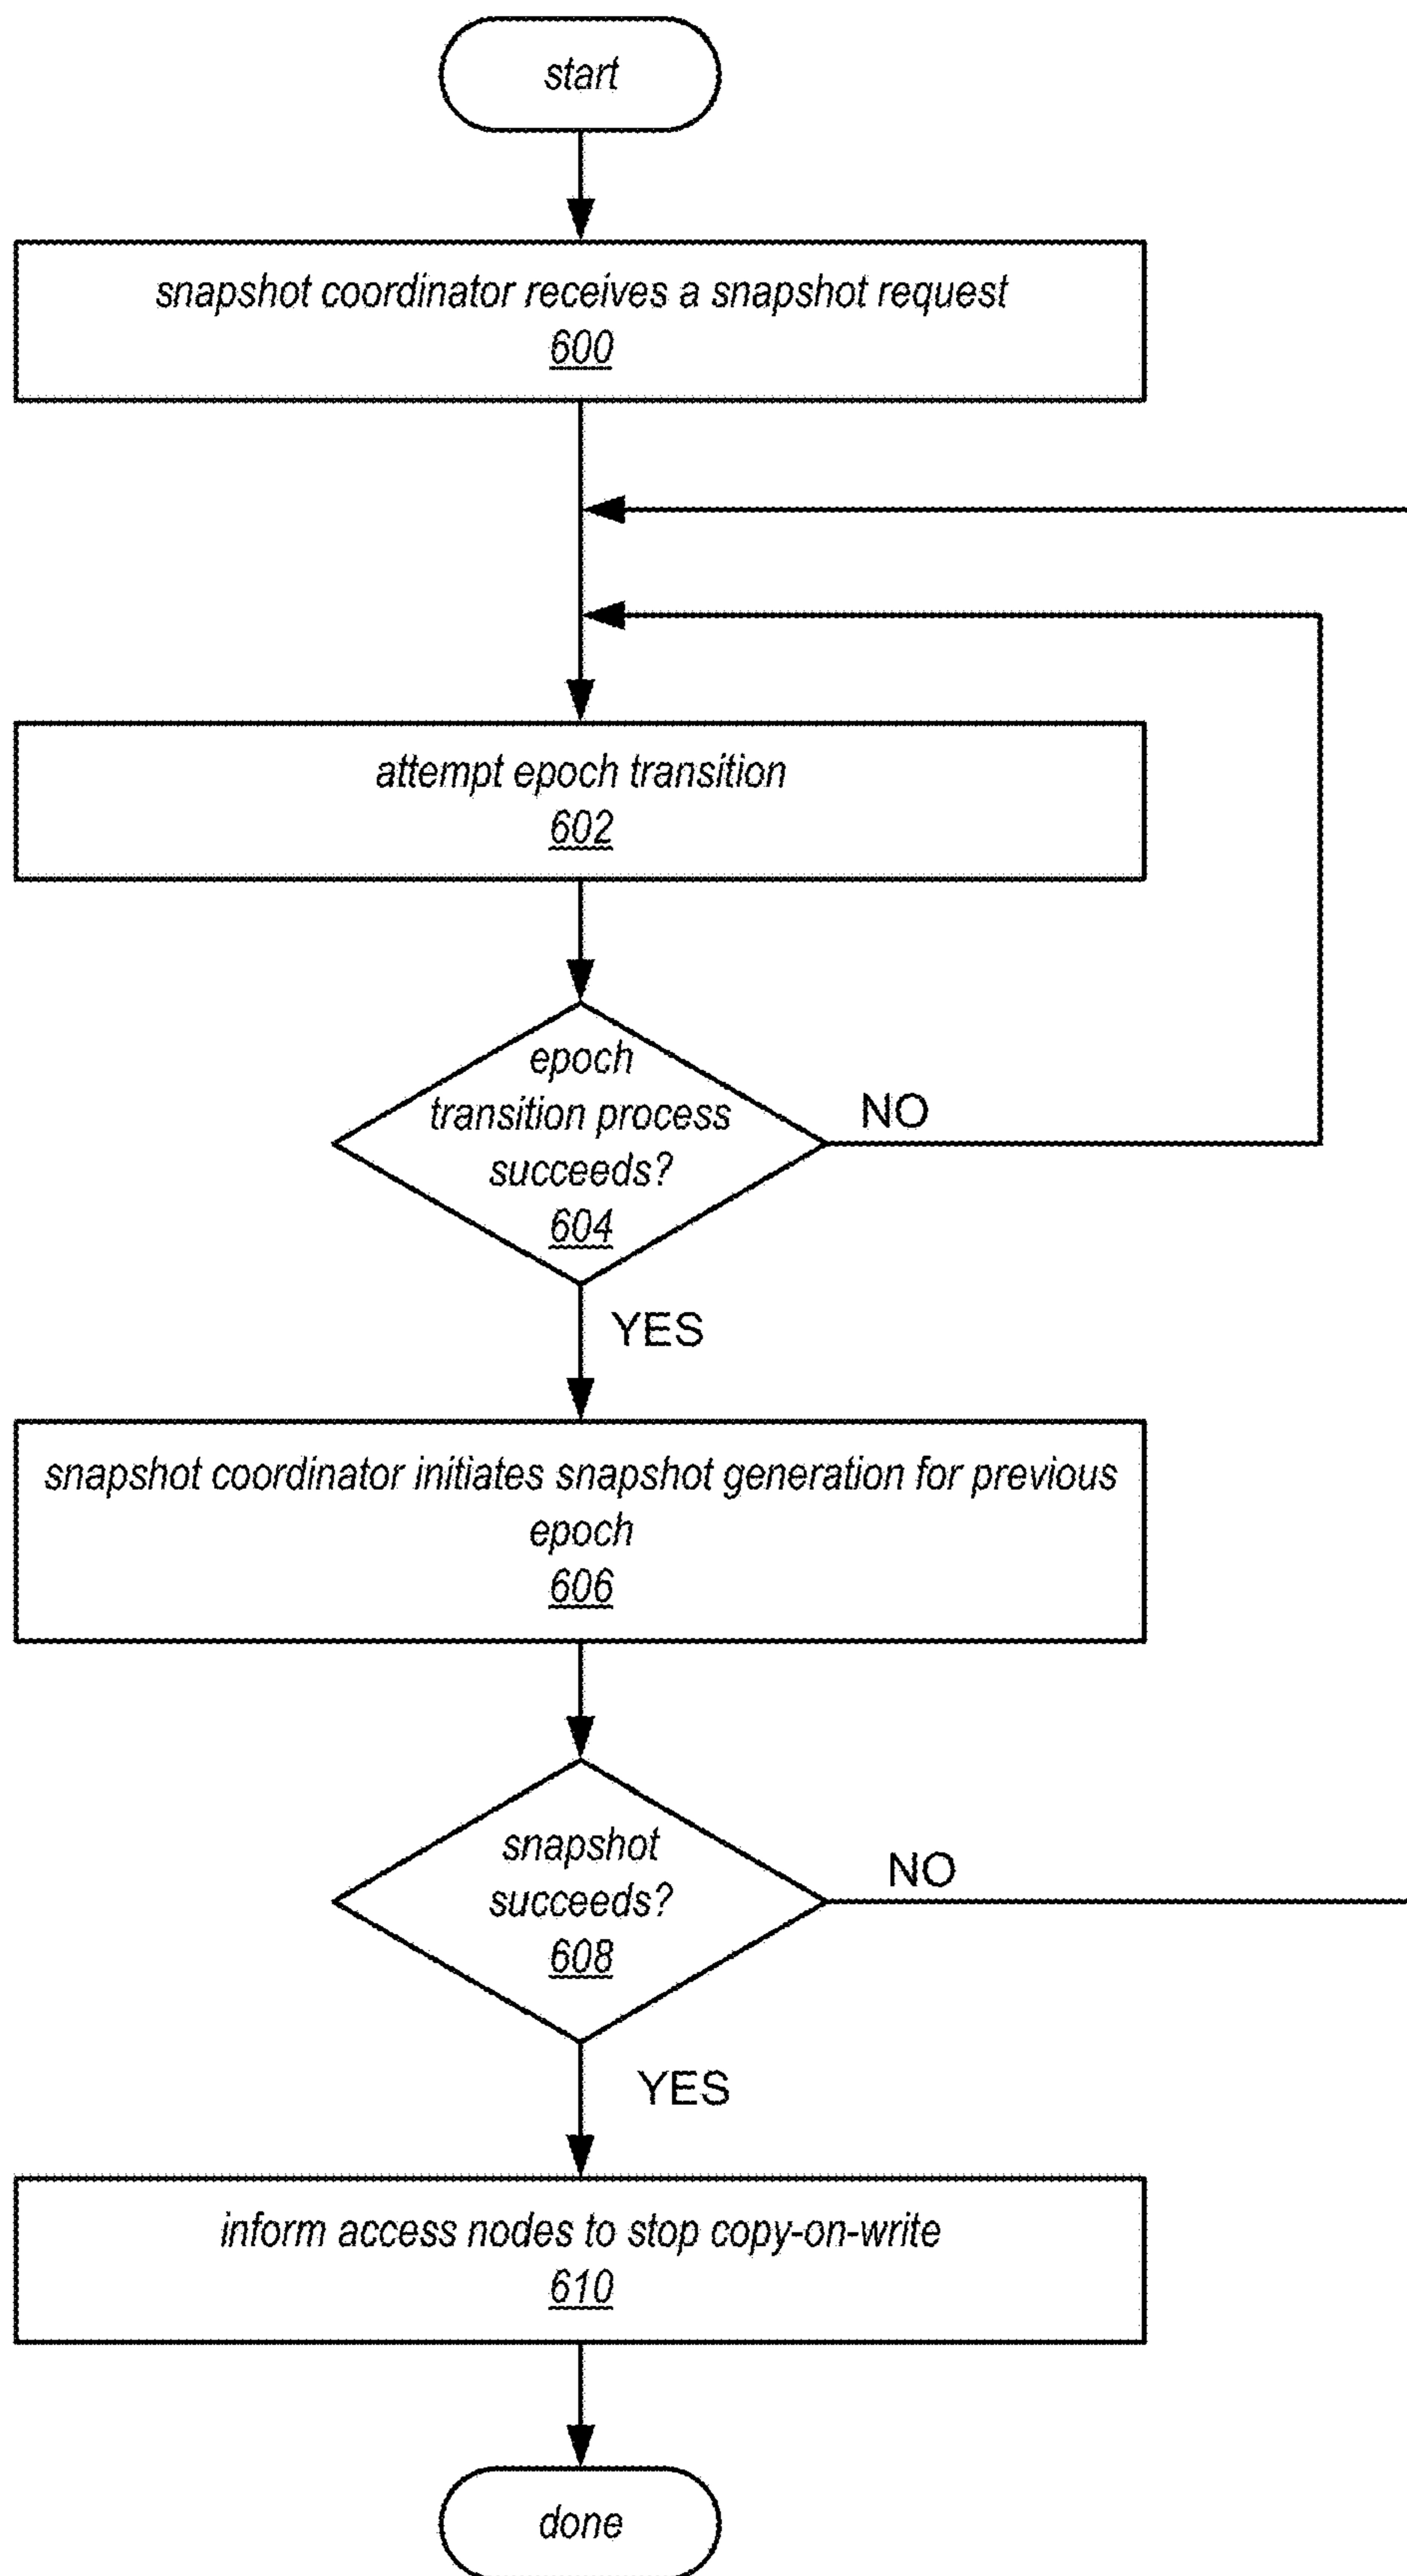 start
snapshot coordinator receives a snapshot request
600
attempt epoch transition
602
epoch
transition process
succeeds?
604
NO
YES
snapshot coordinator initiates snapshot generation for previous
epoch
606
snapshot
succeeds?
608
NO
YES
inform access nodes to stop copy-on-write
610
done